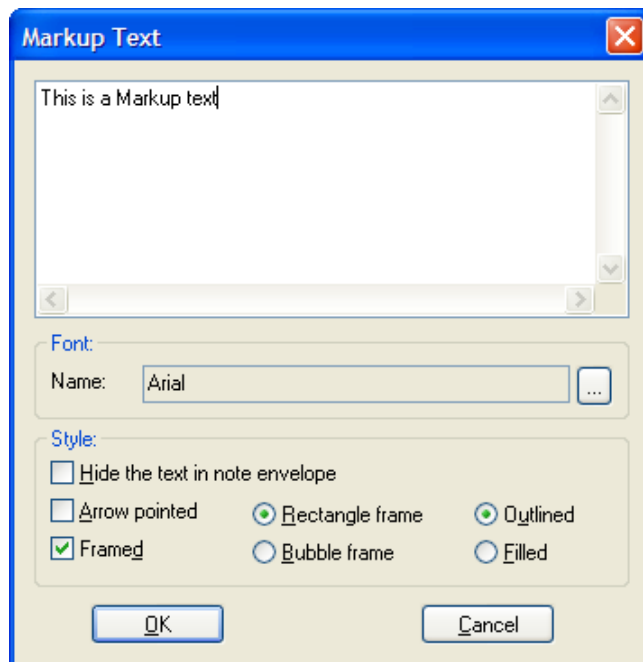 Markup Text
This is a Markup text
Font:
Name: Arial ...
Style:
Hide the text in note envelope
Arrow pointed Rectangle frame Outlined
Framed Bubble frame Filled
OK Cancel